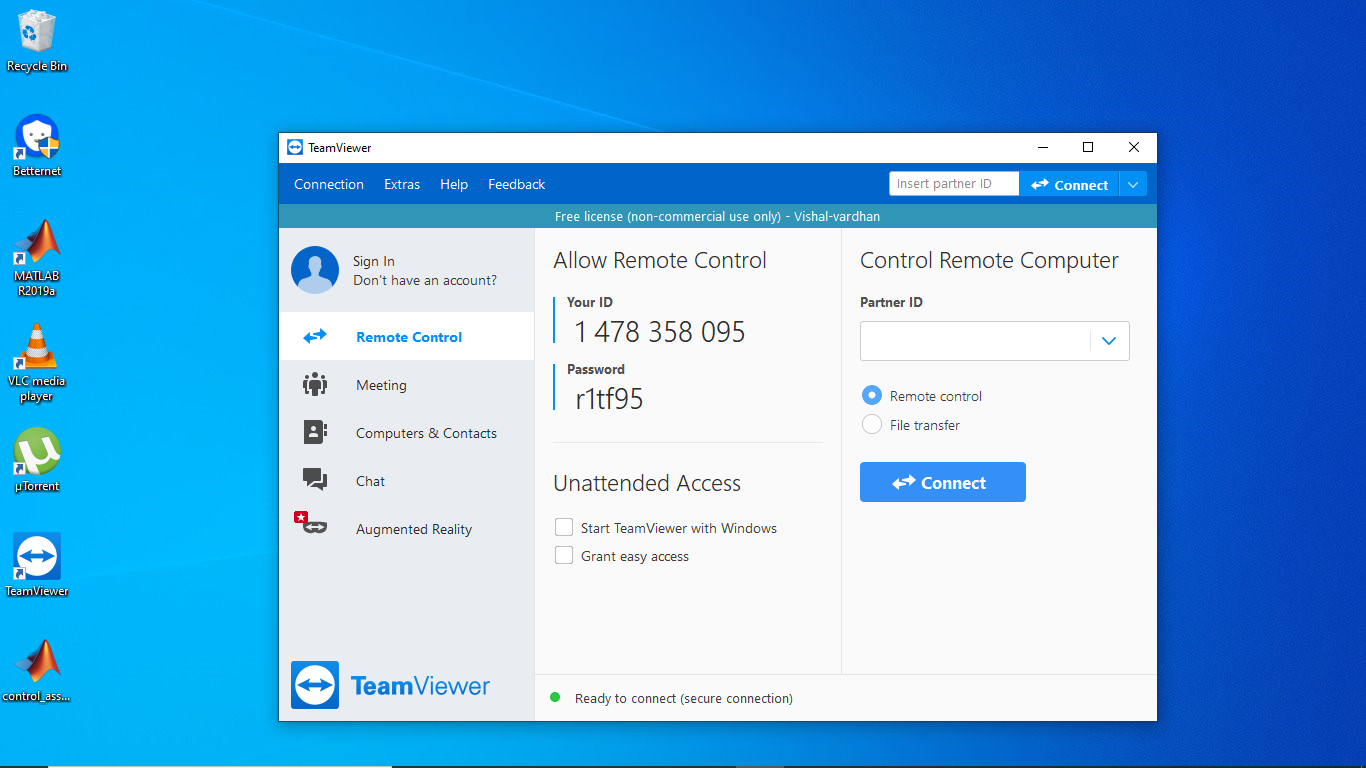 Recycle Bin
Betternet
MATLAB
R2019a
VLC media
player
µTorrent
TeamViewer
control_ass...
TeamViewer
Connection Extras Help Feedback Insert partner ID Connect
Free license (non-commercial use only) - Vishal-vardhan
Sign In
Don't have an account?
Remote Control
Meeting
Computers & Contacts
Chat
Augmented Reality
TeamViewer
Allow Remote Control
Your ID
1 478 358 095
Password
r1tf95
Unattended Access
Start TeamViewer with Windows
Grant easy access
Control Remote Computer
Partner ID
Remote control
File transfer
Connect
Ready to connect (secure connection)